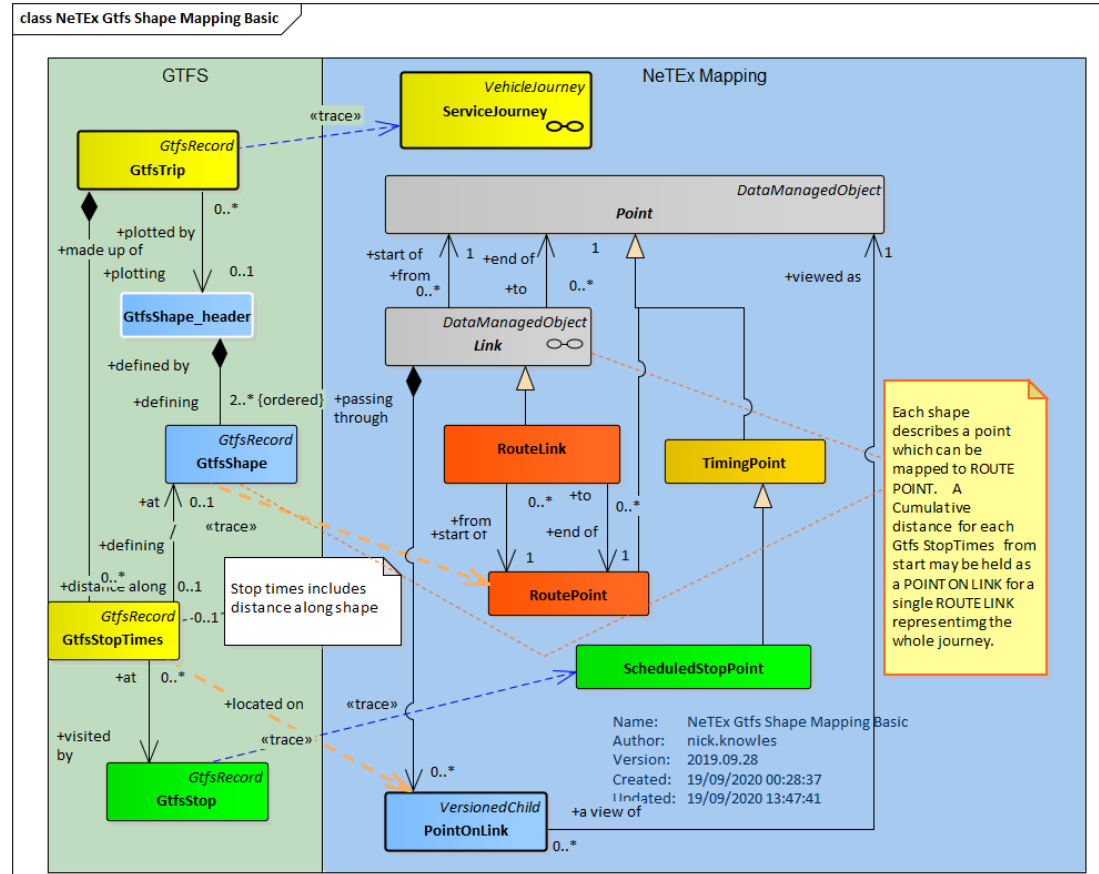 class NeTEx Gtfs Shape Mapping Basic
GTFS
NeTEx Mapping
VehicleJourney
ServiceJourney
«trace»
GtfsRecord
GtfsTrip
DataManagedObject
Point
0..*
+plotted by
+made up of
+plotting
0..1
+start of
1
+end of
1
+from
0..*
+to
0..*
+viewed as
1
GtfsShape_header
DataManagedObject
Link
+defined by
+defining
2..* {ordered}
+passing
through
GtfsRecord
GtfsShape
RouteLink
TimingPoint
Each shape
describes a point
which can be
mapped to ROUTE
POINT. A
Cumulative
distance for each
Gtfs StopTimes from
start may be held as
a POINT ON LINK for a
single ROUTE LINK
representing the
whole journey.
+at
0..1
«trace»
0..*
+to
0..*
+from
+start of
+end of
1
1
+defining
0..*
+distance along
0..1
Stop times includes
distance along shape
RoutePoint
GtfsRecord
GtfsStopTimes
0..1
ScheduledStopPoint
+at
0..*
+located on
«trace»
+visited
by
«trace»
Name: NeTEx Gtfs Shape Mapping Basic
Author: nick.knowles
Version: 2019.09.28
Created: 19/09/2020 00:28:37
Updated: 19/09/2020 13:47:41
GtfsRecord
GtfsStop
0..*
VersionedChild
PointOnLink
+a view of
0..*